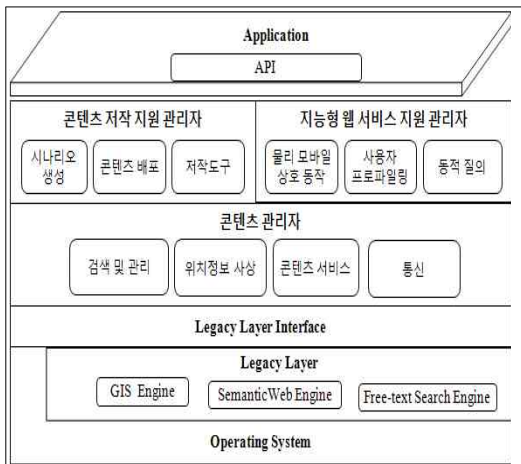 Application
API
콘텐츠 저작 지원 관리자
시나리오
생성
콘텐츠 배포
저작도구
지능형 웹 서비스 지원 관리자
물리 모바일
상호 동작
사용자
프로파일링
동적 질의
콘텐츠 관리자
검색 및 관리
위치정보 사상
콘텐츠 서비스
통신
Legacy Layer Interface
Legacy Layer
GIS Engine
SemanticWeb Engine
Free-text Search Engine
Operating System